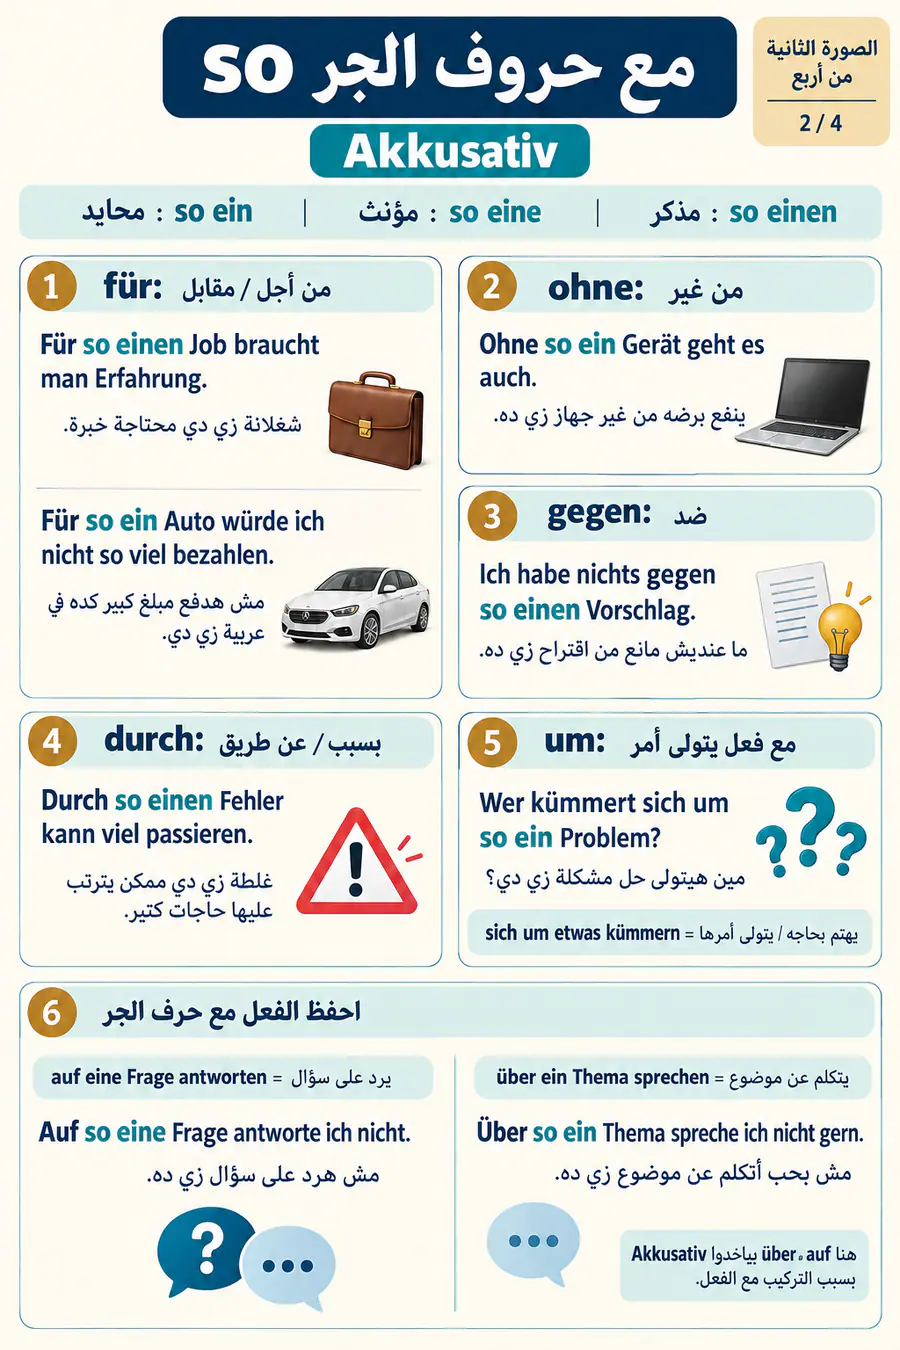 so مع حروف الجر
الصورة الثانية
من أربع
2 / 4
Akkusativ
مذكر : so einen | مؤنث : so eine | محايد : so ein
1 für: من أجل / مقابل
Für so einen Job braucht
man Erfahrung.
شغلانة زي دي محتاجة خبرة.
Für so ein Auto würde ich
nicht so viel bezahlen.
مش هدفع مبلغ كبير كده في
عربية زي دي.
2 ohne: من غير
Ohne so ein Gerät geht es
auch.
ينفع برضه من غير جهاز زي ده.
3 gegen: ضد
Ich habe nichts gegen
so einen Vorschlag.
ما عنديش مانع من اقتراح زي ده.
4 durch: بسبب / عن طريق
Durch so einen Fehler
kann viel passieren.
غلطة زي دي ممكن يترتب
عليها حاجات كتير.
5 um: مع فعل يتولى أمر
Wer kümmert sich um
so ein Problem?
مين هيتولى حل مشكلة زي دي؟
sich um etwas kümmern = يهتم بحاجه / يتولى أمرها
6 احفظ الفعل مع حرف الجر
auf eine Frage antworten = يرد على سؤال
Auf so eine Frage antworte ich nicht.
مش هرد على سؤال زي ده.
?
über ein Thema sprechen = يتكلم عن موضوع
Über so ein Thema spreche ich nicht gern.
مش بحب أتكلم عن موضوع زي ده.
هنا auf و über بياخدوا Akkusativ
بسبب التركيب مع الفعل.